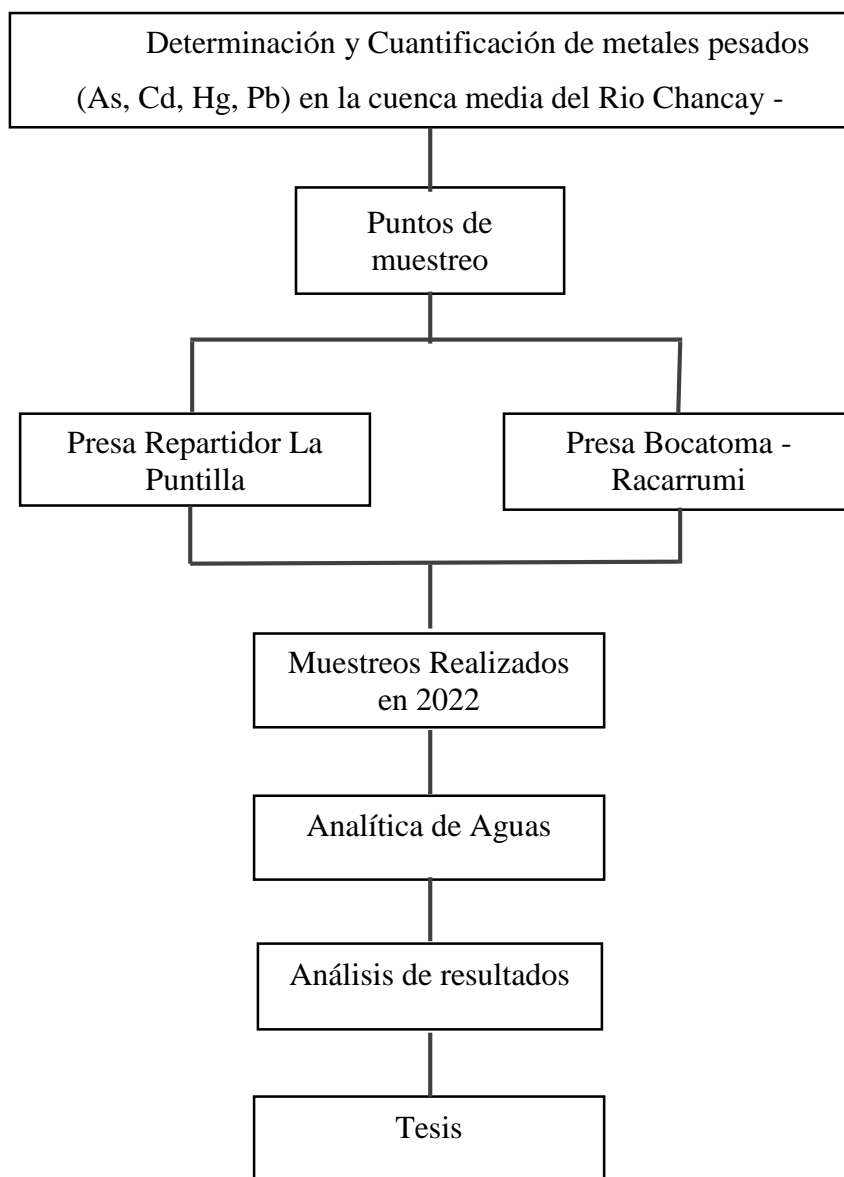 Determinación y Cuantificación de metales pesados
(As, Cd, Hg, Pb) en la cuenca media del Rio Chancay -
Puntos de
muestreo
Presa Repartidor La
Puntilla
Presa Bocatoma -
Racarrumi
Muestreos Realizados
en 2022
Analítica de Aguas
Análisis de resultados
Tesis